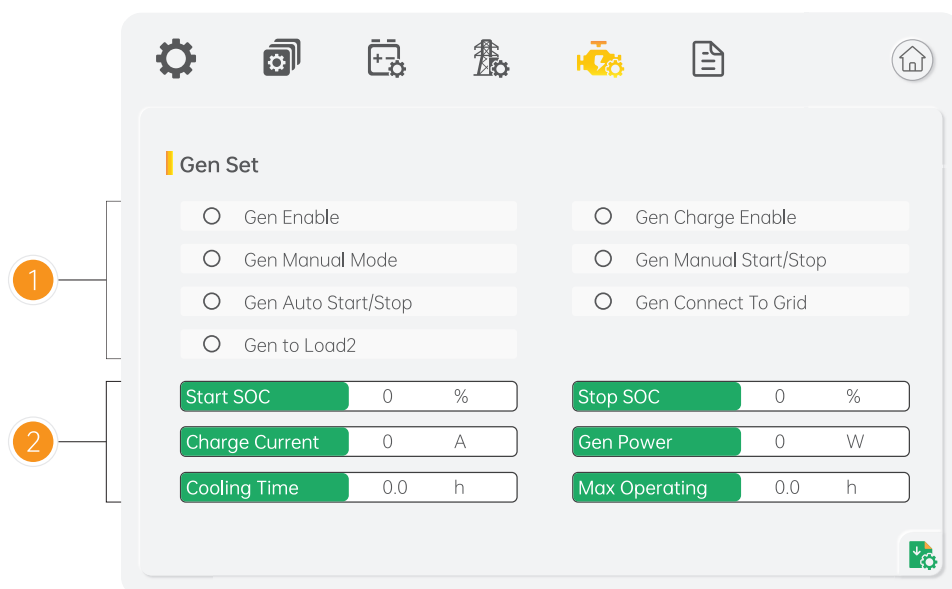 Gen Set
Gen Enable
Gen Charge Enable
1
Gen Manual Mode
Gen Manual Start/Stop
Gen Auto Start/Stop
Gen Connect To Grid
Gen to Load2
Start SOC 0 %
Stop SOC 0 %
2
Charge Current 0 A
Gen Power 0 W
Cooling Time 0.0 h
Max Operating 0.0 h